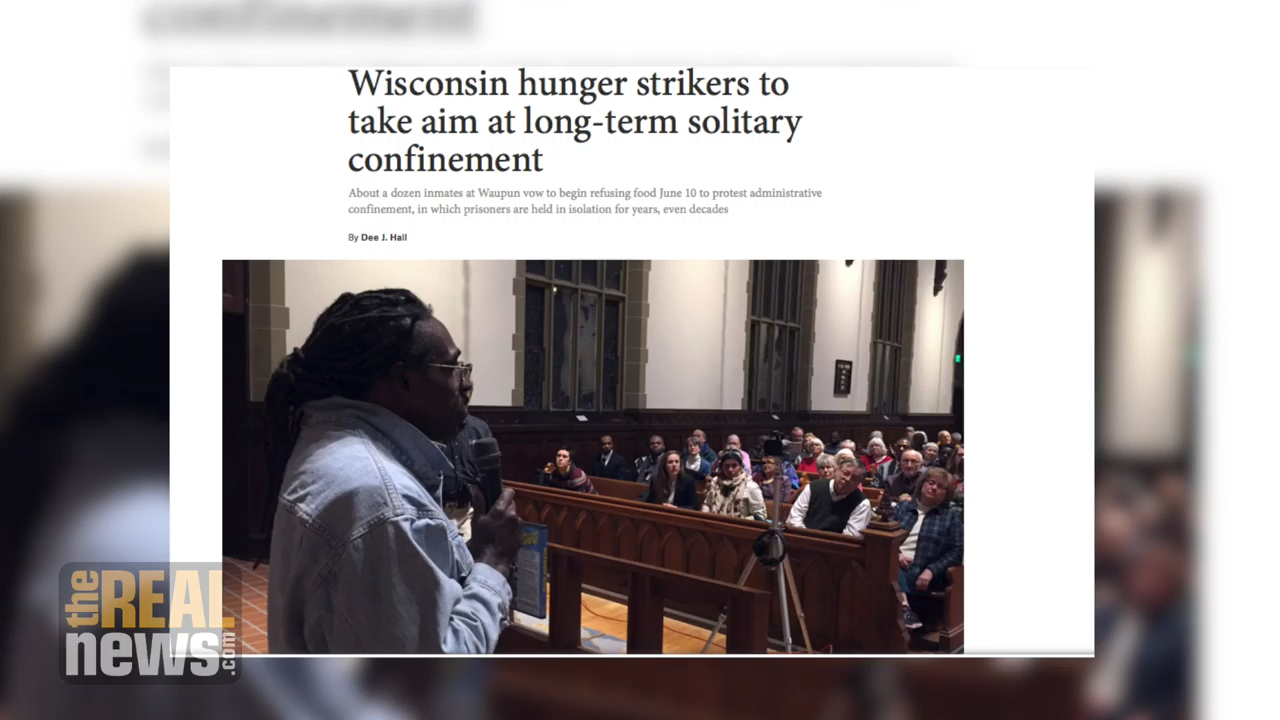 Wisconsin hunger strikers to
take aim at long-term solitary
confinement
About a dozen inmates at Waupun vow to begin refusing food June 10 to protest administrative
confinement, in which prisoners are held in isolation for years, even decades
By Dee J. Hall
the REAL
news.com